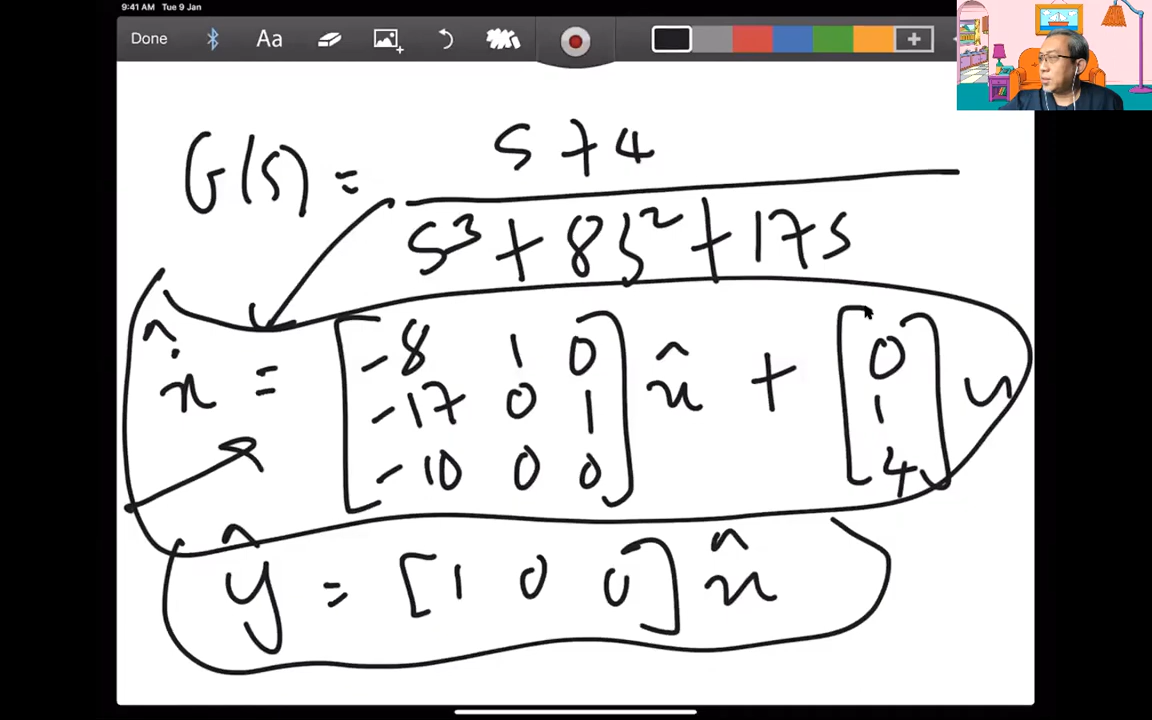 9:41 AM Tue 9 Jan
Done Aa
G(s) = s+4
s³ + 8s² + 17s
ẋ̂ = [-8 1 0 x̂ + [0 u
-17 0 1 1
-10 0 0] 4]
ŷ = [1 0 0] x̂